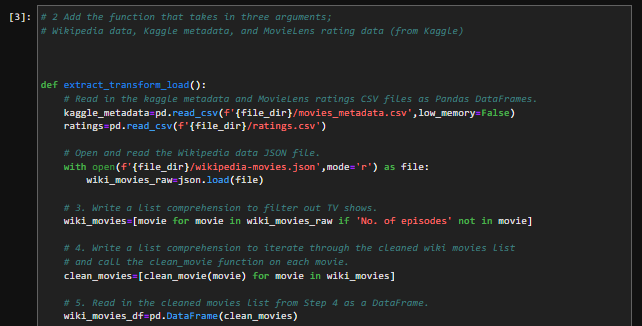 [3]: # 2 Add the function that takes in three arguments;
# Wikipedia data, Kaggle metadata, and MovieLens rating data (from Kaggle)
def extract_transform_load():
# Read in the kaggle metadata and MovieLens ratings CSV files as Pandas DataFrames.
kaggle_metadata=pd.read_csv(f'{file_dir}/movies_metadata.csv',low_memory=False)
ratings=pd.read_csv(f'{file_dir}/ratings.csv')
# Open and read the Wikipedia data JSON file.
with open(f'{file_dir}/wikipedia-movies.json',mode='r') as file:
wiki_movies_raw=json.load(file)
# 3. Write a list comprehension to filter out TV shows.
wiki_movies=[movie for movie in wiki_movies_raw if 'No. of episodes' not in movie]
# 4. Write a list comprehension to iterate through the cleaned wiki movies list
# and call the clean_movie function on each movie.
clean_movies=[clean_movie(movie) for movie in wiki_movies]
# 5. Read in the cleaned movies list from Step 4 as a DataFrame.
wiki_movies_df=pd.DataFrame(clean_movies)